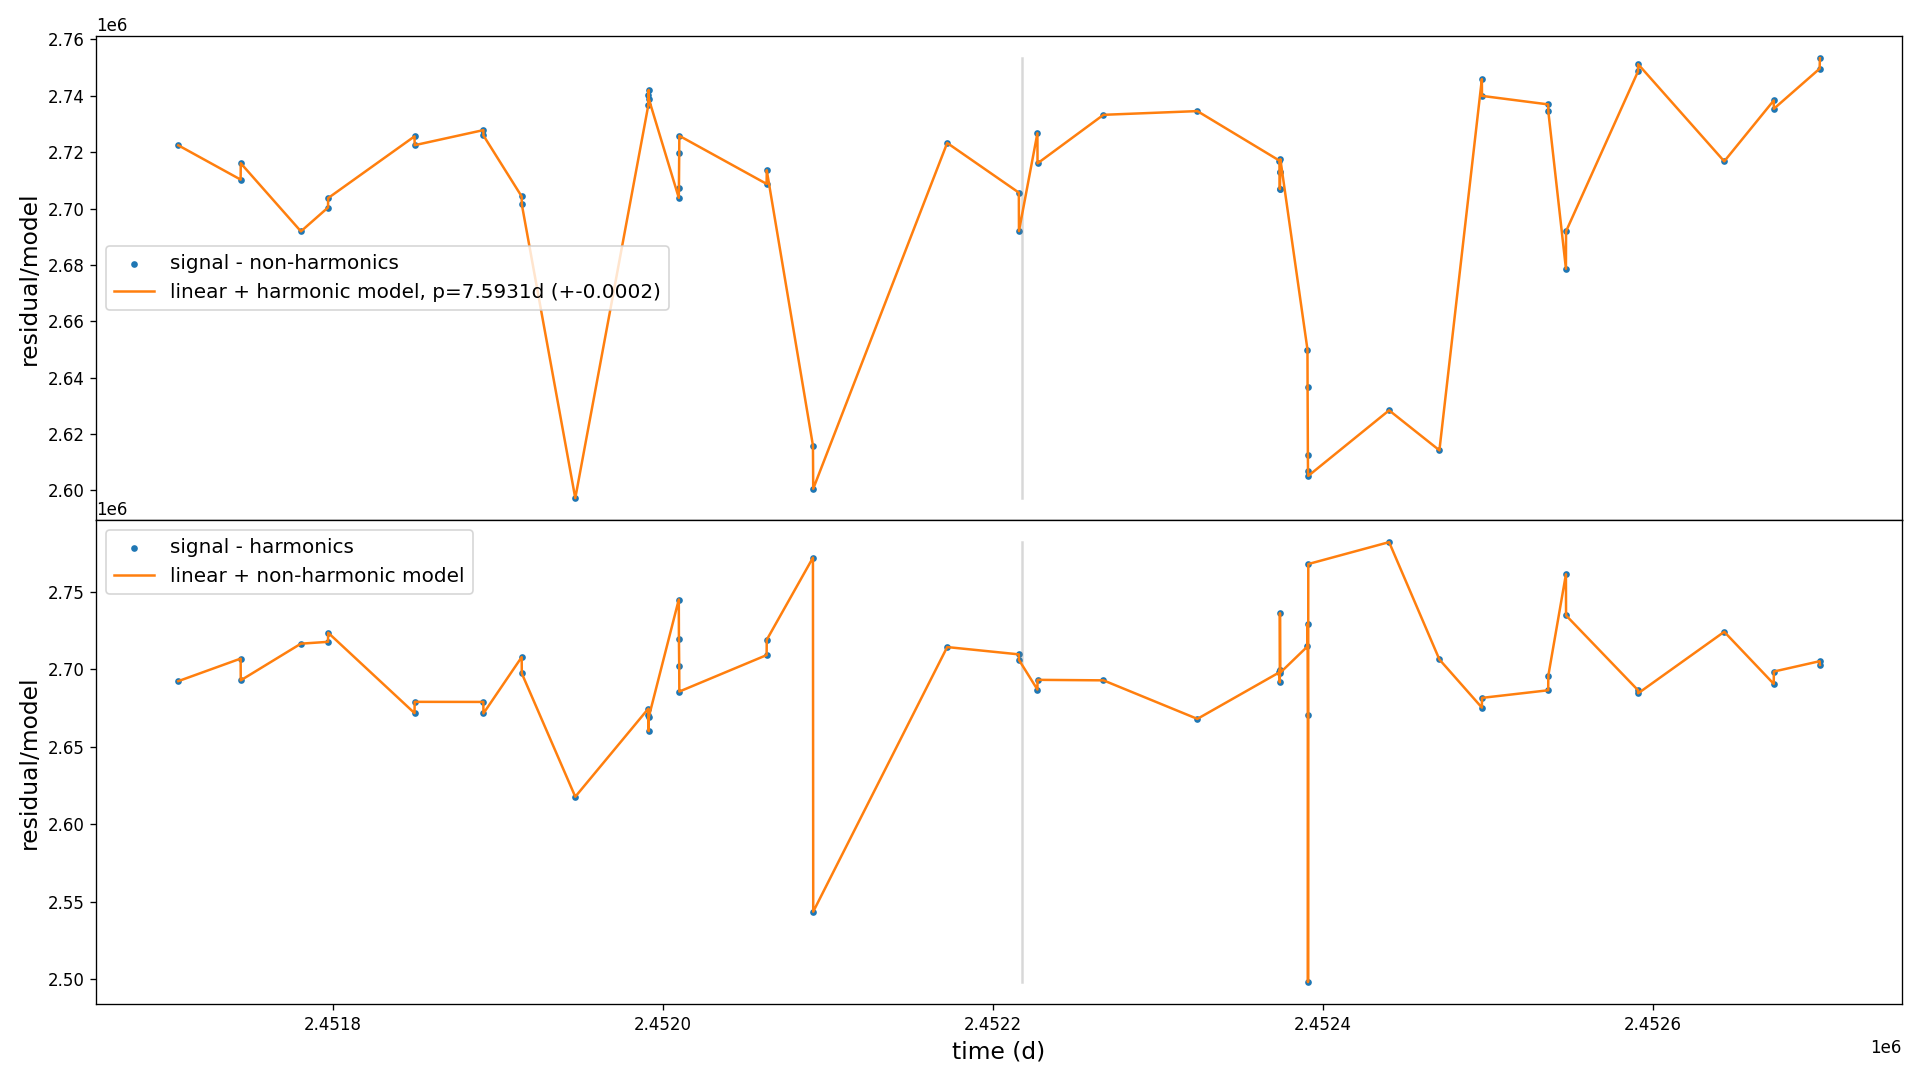 1e6
2.76
2.74
2.72
2.70
2.68
2.66
2.64
2.62
2.60
residual/model
signal - non-harmonics
linear + harmonic model, p=7.5931d (+-0.0002)
1e6
2.75
2.70
2.65
2.60
2.55
2.50
residual/model
signal - harmonics
linear + non-harmonic model
2.4518 2.4520 2.4522 2.4524 2.4526
1e6
time (d)